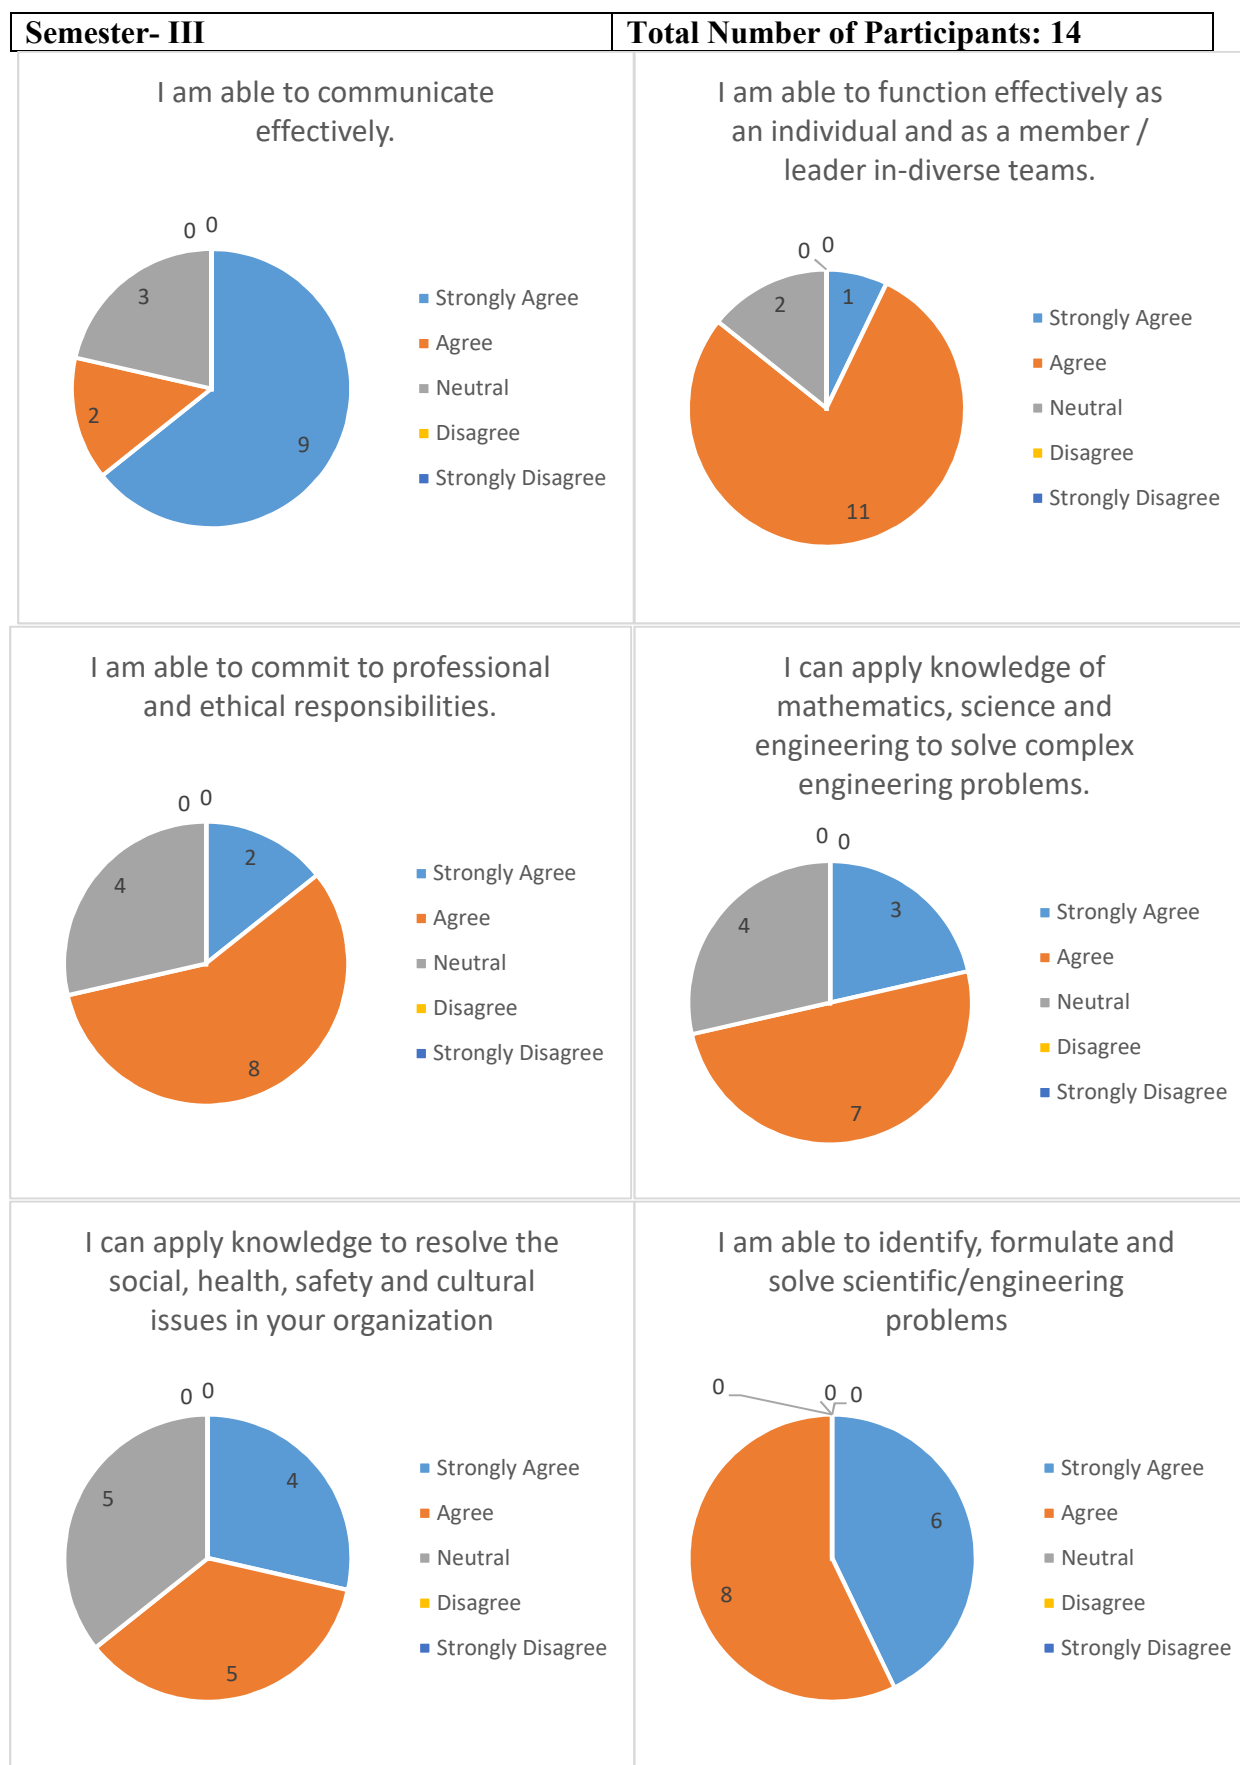 Semester- III
Total Number of Participants: 14
I am able to communicate
effectively.
0 0
3
2
9
Strongly Agree
Agree
Neutral
Disagree
Strongly Disagree
I am able to function effectively as
an individual and as a member /
leader in-diverse teams.
0 0
2
1
11
Strongly Agree
Agree
Neutral
Disagree
Strongly Disagree
I am able to commit to professional
and ethical responsibilities.
0 0
2
4
8
Strongly Agree
Agree
Neutral
Disagree
Strongly Disagree
I can apply knowledge of
mathematics, science and
engineering to solve complex
engineering problems.
0 0
3
4
7
Strongly Agree
Agree
Neutral
Disagree
Strongly Disagree
I can apply knowledge to resolve the
social, health, safety and cultural
issues in your organization
0 0
4
5
5
Strongly Agree
Agree
Neutral
Disagree
Strongly Disagree
I am able to identify, formulate and
solve scientific/engineering
problems
0 0 0
6
8
Strongly Agree
Agree
Neutral
Disagree
Strongly Disagree